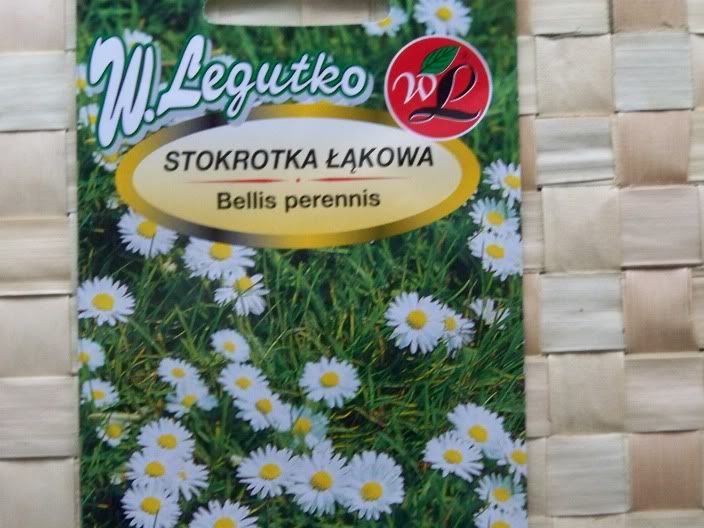 W. Legutko
WL
STOKROTKA ŁĄKOWA
Bellis perennis